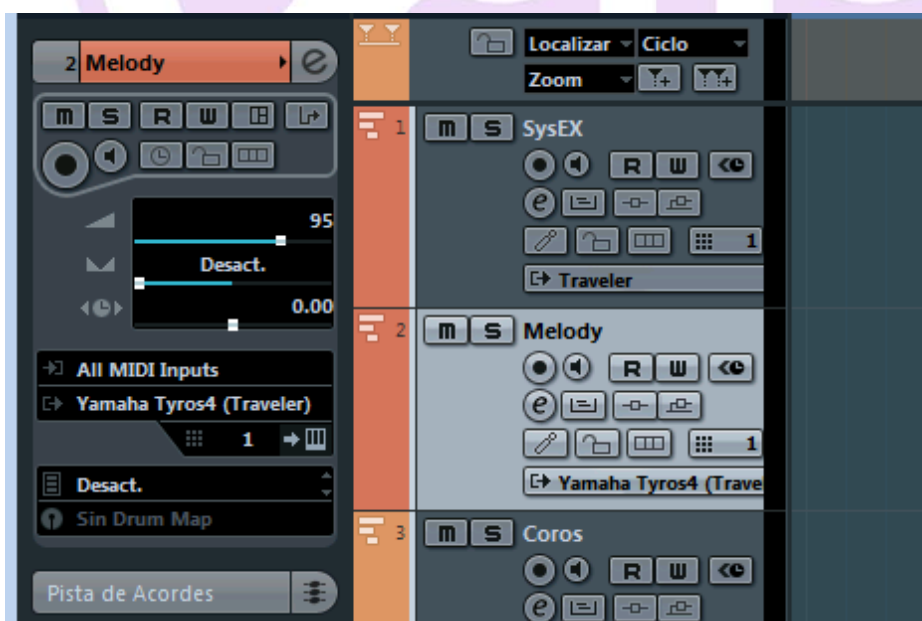 2 Melody
m S R W
95
Desact.
0.00
All MIDI Inputs
Yamaha Tyros4 (Traveler)
1
Desact.
Sin Drum Map
Pista de Acordes
Localizar Ciclo
Zoom
1 m S SysEX
R W
e
1
Traveler
2 m S Melody
R W
e
1
Yamaha Tyros4 (Trave
3 m S Coros
R W
e